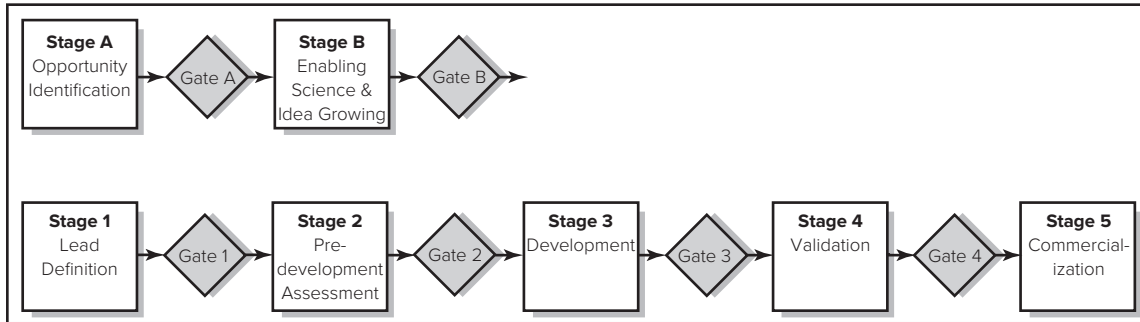 Stage A
Opportunity
Identification
Gate A
Stage B
Enabling
Science &
Idea Growing
Gate B
Stage 1
Lead
Definition
Gate 1
Stage 2
Pre-
development
Assessment
Gate 2
Stage 3
Development
Gate 3
Stage 4
Validation
Gate 4
Stage 5
Commercial-
ization